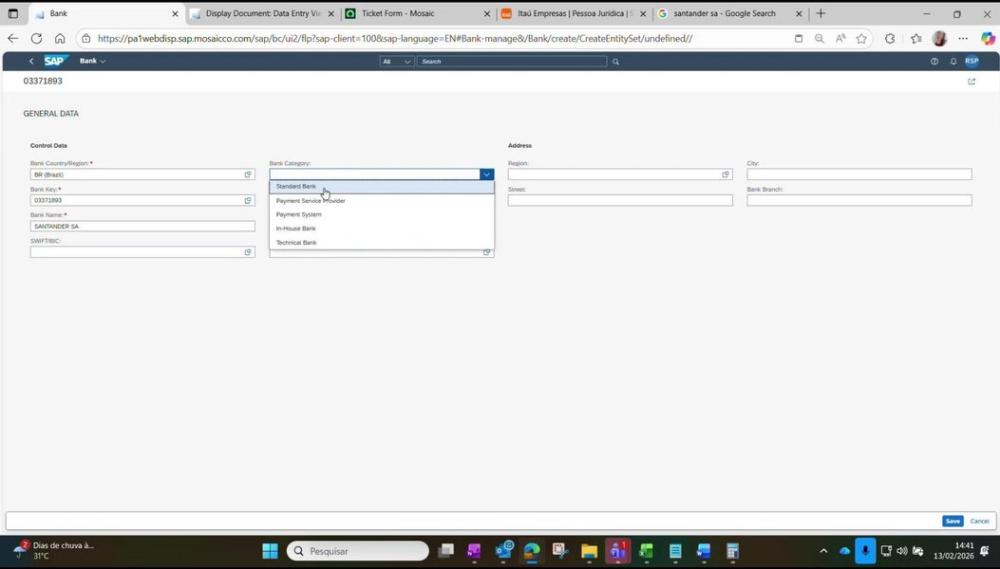 Bank
Display Document: Data Entry Vie
Ticket Form - Mosaic
Itaú Empresas | Pessoa Jurídica | S
santander sa - Google Search
https://pa1webdisp.sap.mosaicco.com/sap/bc/ui2/flp?sap-client=100&sap-language=EN#Bank-manage&/Bank/create/CreateEntitySet/undefined//
SAP
Bank
All
Search
RSP
03371893
GENERAL DATA
Control Data
Address
Bank Country/Region: *
Bank Category:
Region:
City:
BR (Brazil)
Standard Bank
Bank Key: *
Street:
Bank Branch:
03371893
Payment Service Provider
Bank Name: *
Payment System
SANTANDER SA
In-House Bank
SWIFT/BIC:
Technical Bank
Save
Cancel
2
Dias de chuva à...
31°C
Pesquisar
1
14:41
13/02/2026